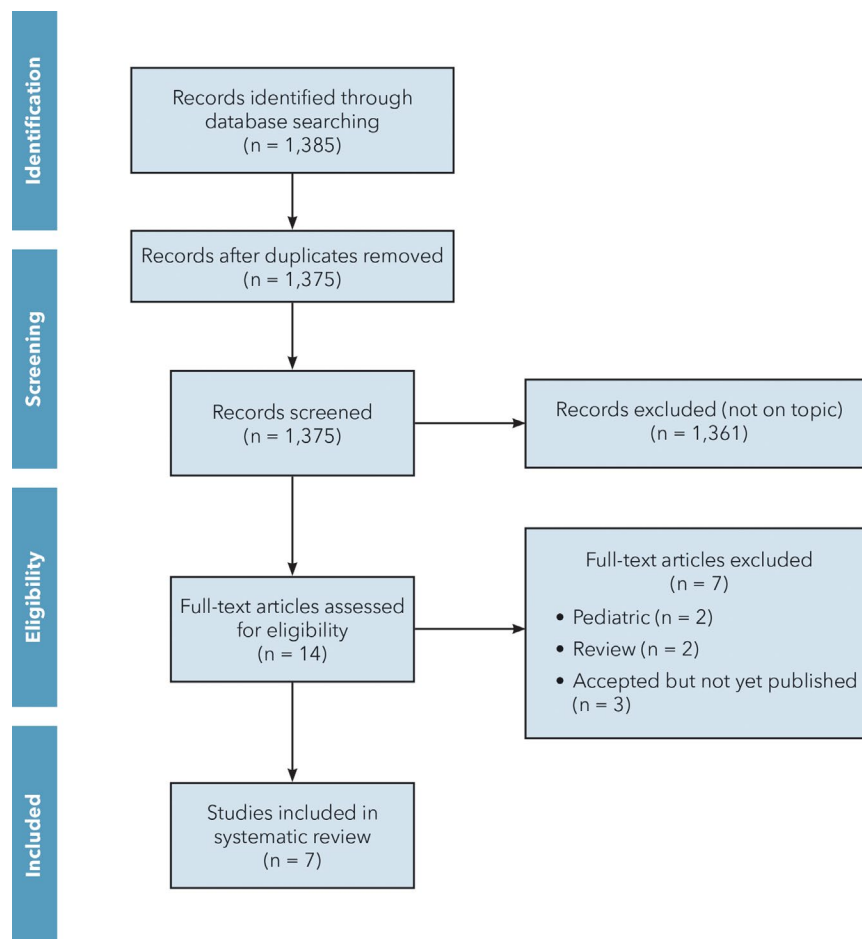 Identification
Records identified through
database searching
(n = 1,385)
Records after duplicates removed
(n = 1,375)
Screening
Records screened
(n = 1,375)
Records excluded (not on topic)
(n = 1,361)
Eligibility
Full-text articles assessed
for eligibility
(n = 14)
Full-text articles excluded
(n = 7)
• Pediatric (n = 2)
• Review (n = 2)
• Accepted but not yet published
(n = 3)
Included
Studies included in
systematic review
(n = 7)